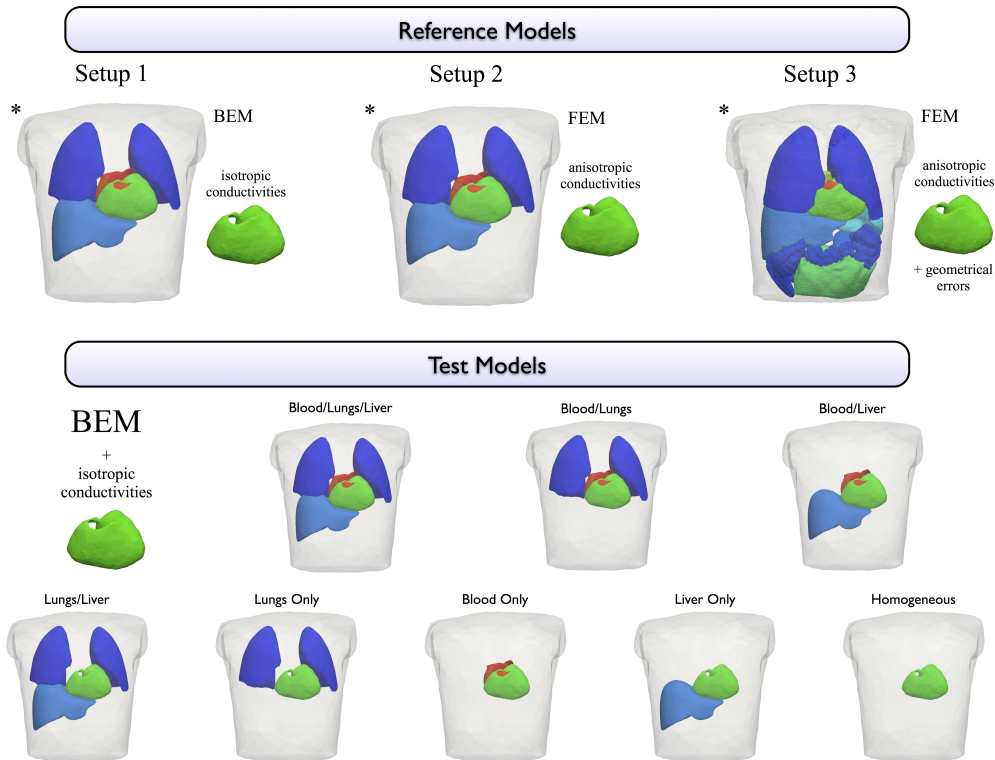 Reference Models
Setup 1
Setup 2
Setup 3
*
BEM
isotropic
conductivities
*
FEM
anisotropic
conductivities
*
FEM
anisotropic
conductivities
+ geometrical
errors
Test Models
BEM
+
isotropic
conductivities
Blood/Lungs/Liver
Blood/Lungs
Blood/Liver
Lungs/Liver
Lungs Only
Blood Only
Liver Only
Homogeneous